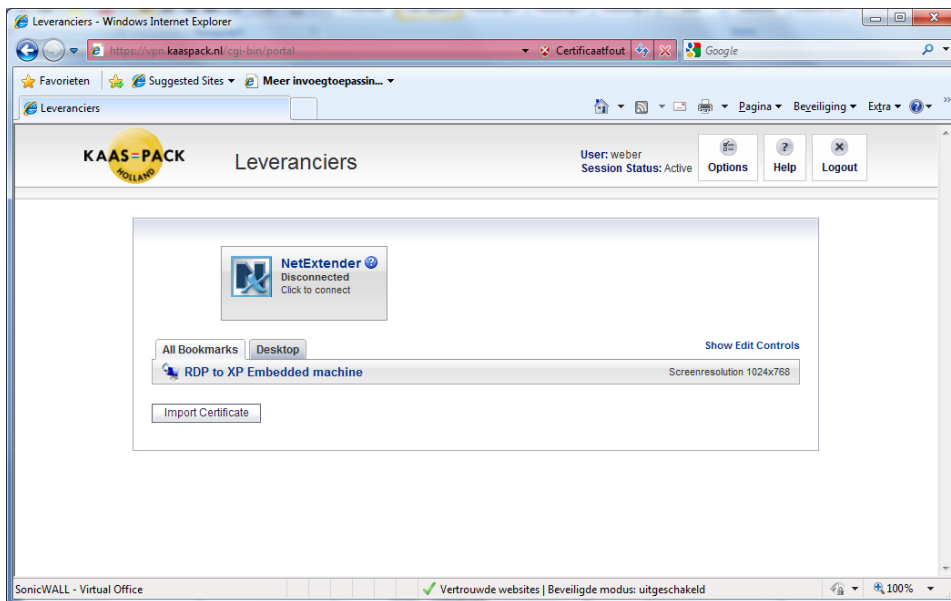 Leveranciers - Windows Internet Explorer
https://vpn.kaaspack.nl/cgi-bin/portal
Certificaatfout
Google
Favorieten
Suggested Sites
Meer invoegtoepassin...
Leveranciers
Pagina
Beveiliging
Extra
KAAS=PACK
HOLLAND
Leveranciers
User: weber
Session Status: Active
Options
Help
Logout
NetExtender
Disconnected
Click to connect
All Bookmarks
Desktop
Show Edit Controls
RDP to XP Embedded machine
Screenresolution 1024x768
Import Certificate
SonicWALL - Virtual Office
Vertrouwde websites | Beveiligde modus: uitgeschakeld
100%